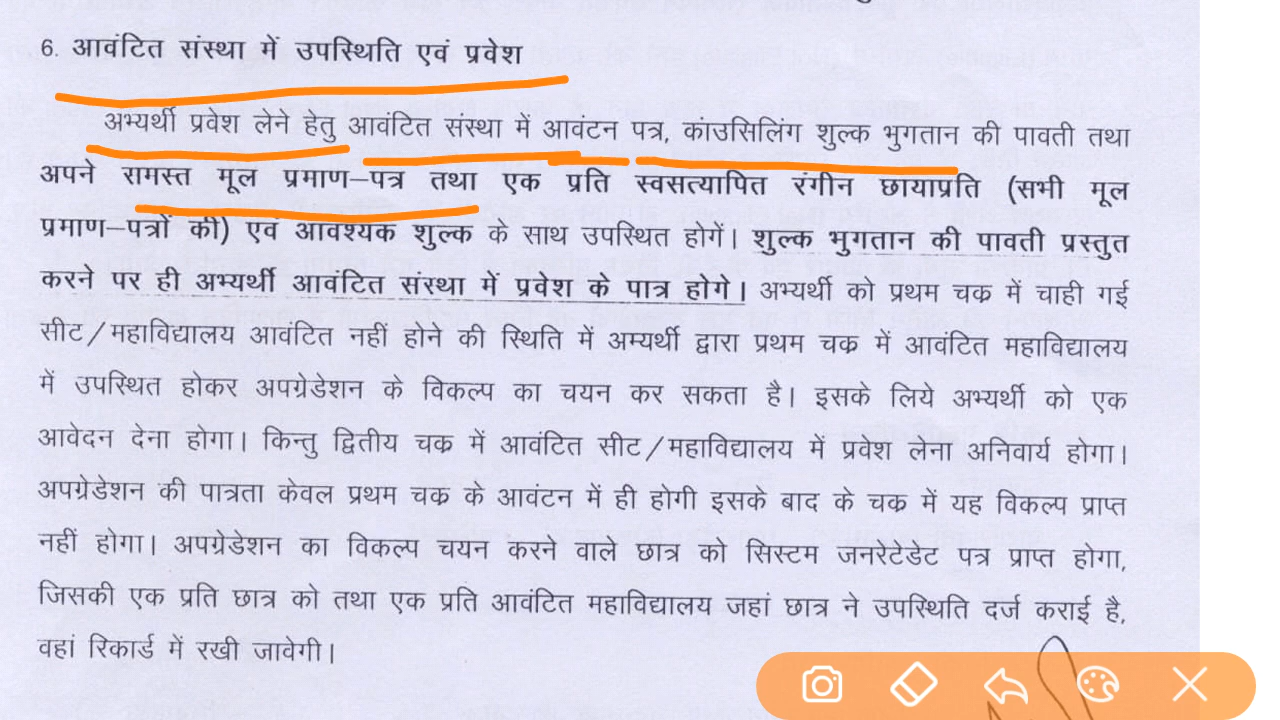 6. आवंटित संस्था में उपस्थिति एवं प्रवेश
अभ्यर्थी प्रवेश लेने हेतु आवंटित संस्था में आवंटन पत्र, कांउसिलिंग शुल्क भुगतान की पावती तथा
अपने रामस्त मूल प्रमाण–पत्र तथा एक प्रति स्वसत्यापित रंगीन छायाप्रति (सभी मूल
प्रमाण–पत्रों की) एवं आवश्यक शुल्क के साथ उपस्थित होगें। शुल्क भुगतान की पावती प्रस्तुत
करने पर ही अभ्यर्थी आवंटित संस्था में प्रवेश के पात्र होगे। अभ्यर्थी को प्रथम चक्र में चाही गई
सीट/महाविद्यालय आवंटित नहीं होने की स्थिति में अम्यर्थी द्वारा प्रथम चक्र में आवंटित महाविद्यालय
में उपस्थित होकर अपग्रेडेशन के विकल्प का चयन कर सकता है। इसके लिये अभ्यर्थी को एक
आवेदन देना होगा। किन्तु द्वितीय चक्र में आवंटित सीट/महाविद्यालय में प्रवेश लेना अनिवार्य होगा।
अपग्रेडेशन की पात्रता केवल प्रथम चक्र के आवंटन में ही होगी इसके बाद के चक्र में यह विकल्प प्राप्त
नहीं होगा। अपग्रेडेशन का विकल्प चयन करने वाले छात्र को सिस्टम जनरेटेडेट पत्र प्राप्त होगा,
जिसकी एक प्रति छात्र को तथा एक प्रति आवंटित महाविद्यालय जहां छात्र ने उपस्थिति दर्ज कराई है,
वहां रिकार्ड में रखी जावेगी।